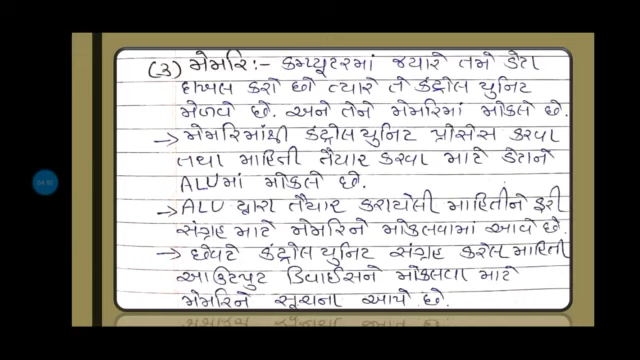 (3) મેમરિ:- કમ્પ્યૂટરમાં જ્યારે તમે ડેટા
દાખલ કરો છો ત્યારે તે કંટ્રોલ યુનિટ
મેળવે છે. અને તેને મેમરિમાં મોકલે છે.
→ મેમરિમાંથી કંટ્રોલ યુનિટ પ્રોસેસ કરવા
તથા માહિતી તૈયાર કરવા માટે ડેટાને
ALU માં મોકલે છે.
→ ALU દ્વારા તૈયાર કરાયેલી માહિતીને ફરી
સંગ્રહ માટે મેમરિને મોકલવામાં આવે છે.
→ છેવટે કંટ્રોલ યુનિટ સંગ્રહ કરેલ માહિતી
આઉટપુટ ડિવાઈસને મોકલવા માટે
મેમરિને સૂચના આપે છે.